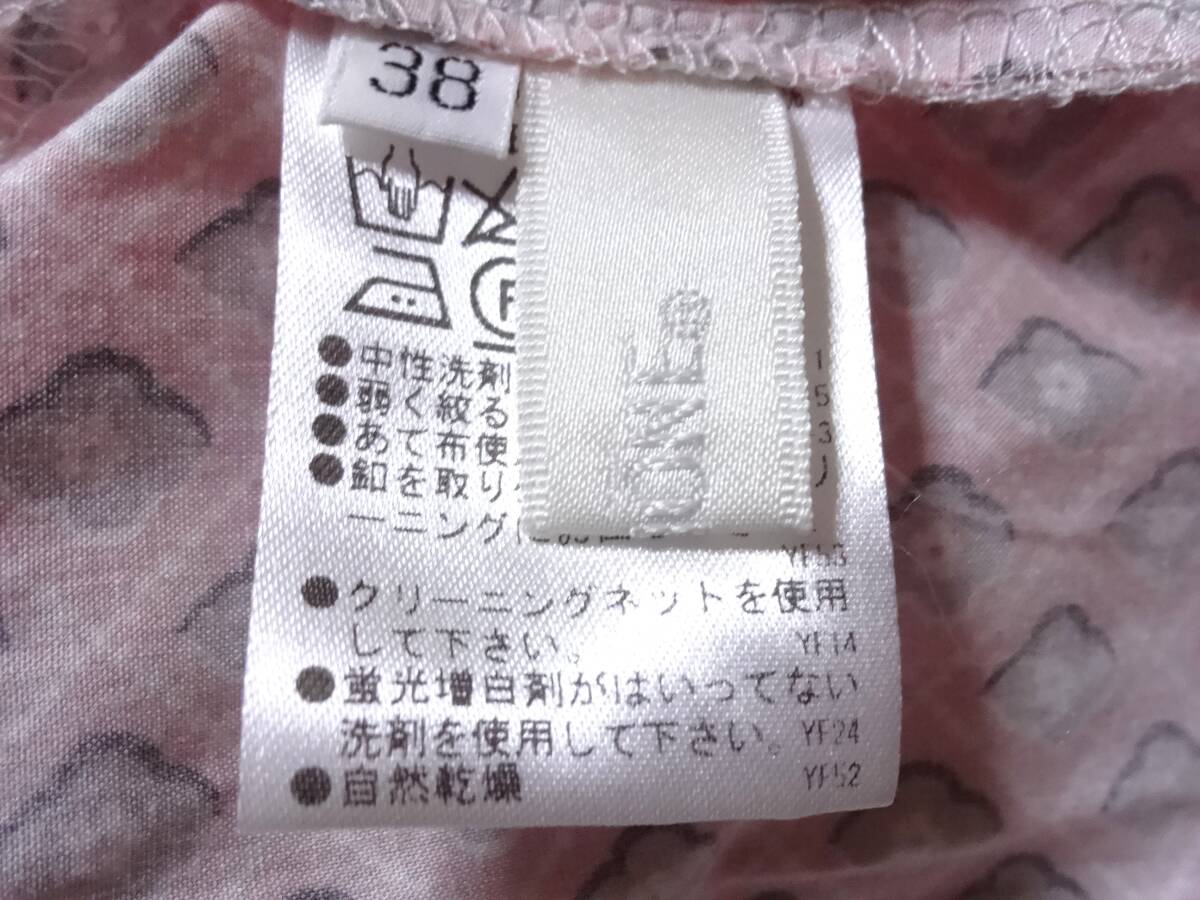 38
中性洗剤 1
弱く絞る 5
あて布使 3
釦を取り
ーニング
YF53
クリーニングネットを使用
して下さい。 YF14
蛍光増白剤がはいってない
洗剤を使用して下さい。 YF24
自然乾燥 YF52